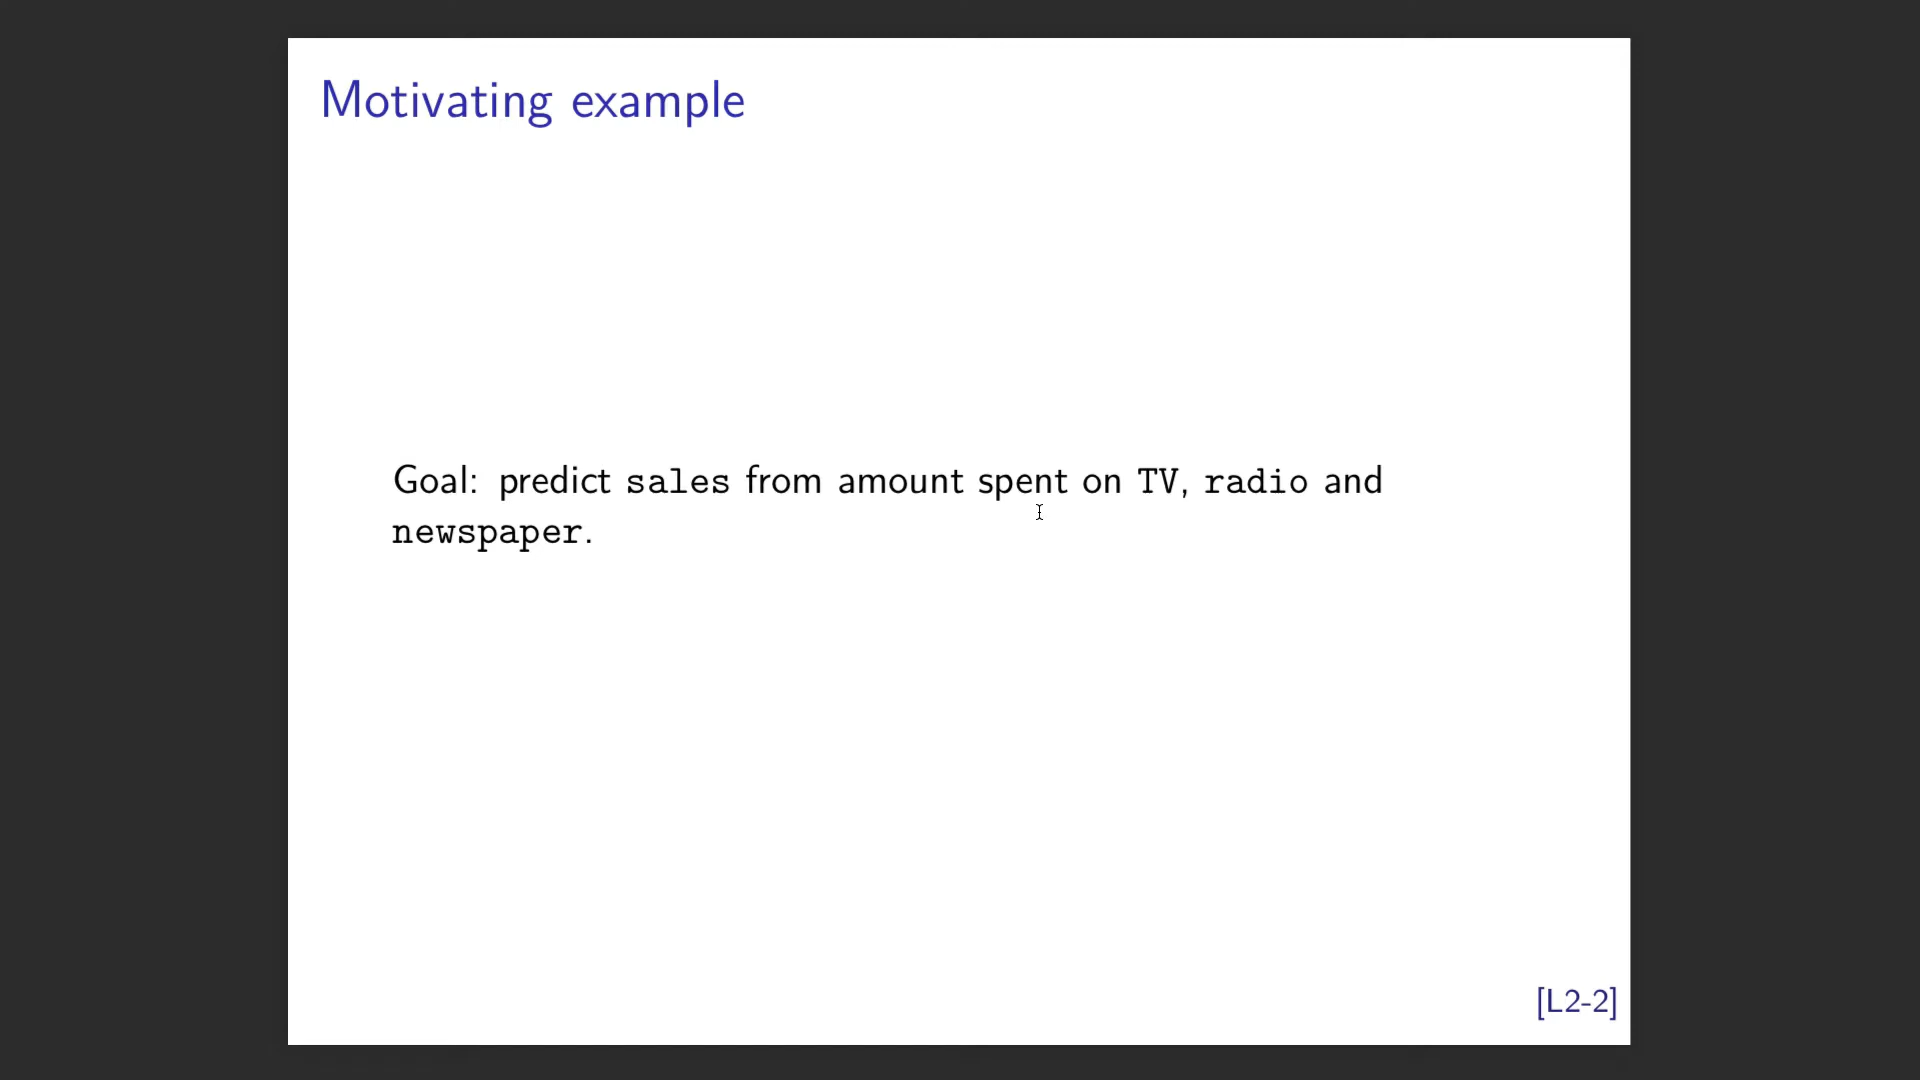 Motivating example
Goal: predict sales from amount spent on TV, radio and
newspaper.
[L2-2]